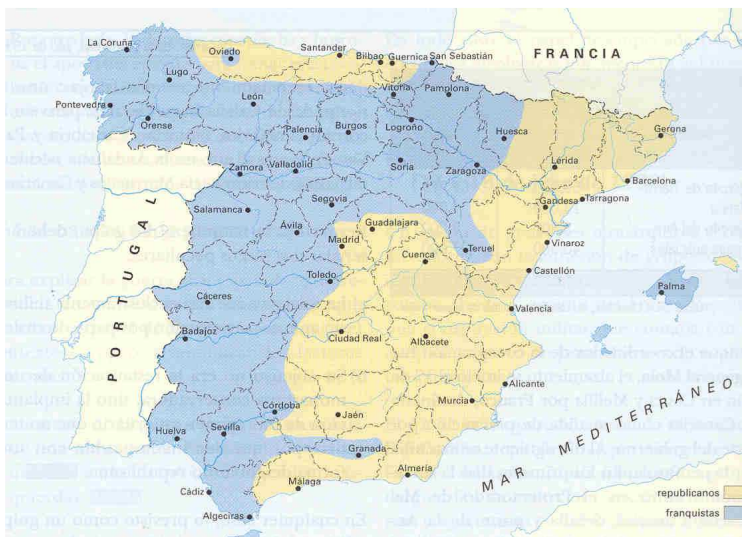 La Coruña
Oviedo
Santander
Bilbao
Guernica
San Sebastián
FRANCIA
Lugo
Vitoria
Pamplona
Pontevedra
León
Orense
Palencia
Burgos
Logroño
Huesca
Gerona
Zamora
Valladolid
Soria
Zaragoza
Lérida
Barcelona
Salamanca
Segovia
Gandesa
Tarragona
Ávila
Guadalajara
Madrid
Teruel
Vinaroz
Cuenca
Toledo
Castellón
PORTUGAL
Cáceres
Palma
Valencia
Badajoz
Ciudad Real
Albacete
Alicante
Córdoba
Murcia
Jaén
Huelva
Sevilla
Granada
MAR MEDITERRÁNEO
Cádiz
Málaga
Almería
Algeciras
republicanos
franquistas